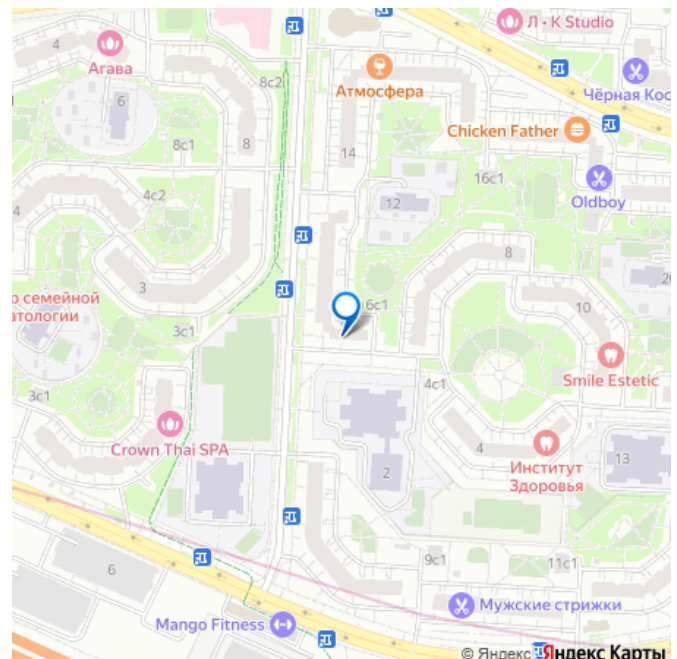 Л • K Studio
4
Агава
8с2
Атмосфера
6
Чёрная Кос
Chicken Father
8с1
8
14
16с1
4с2
Oldboy
4
12
8
3
20
р семейной
атологии
6с1
10
3с1
Smile Estetic
3с1
4с1
Crown Thai SPA
4
Институт
Здоровья
13
2
9с1
11с1
6
Мужские стрижки
Mango Fitness
© Яндекс Яндекс Карты